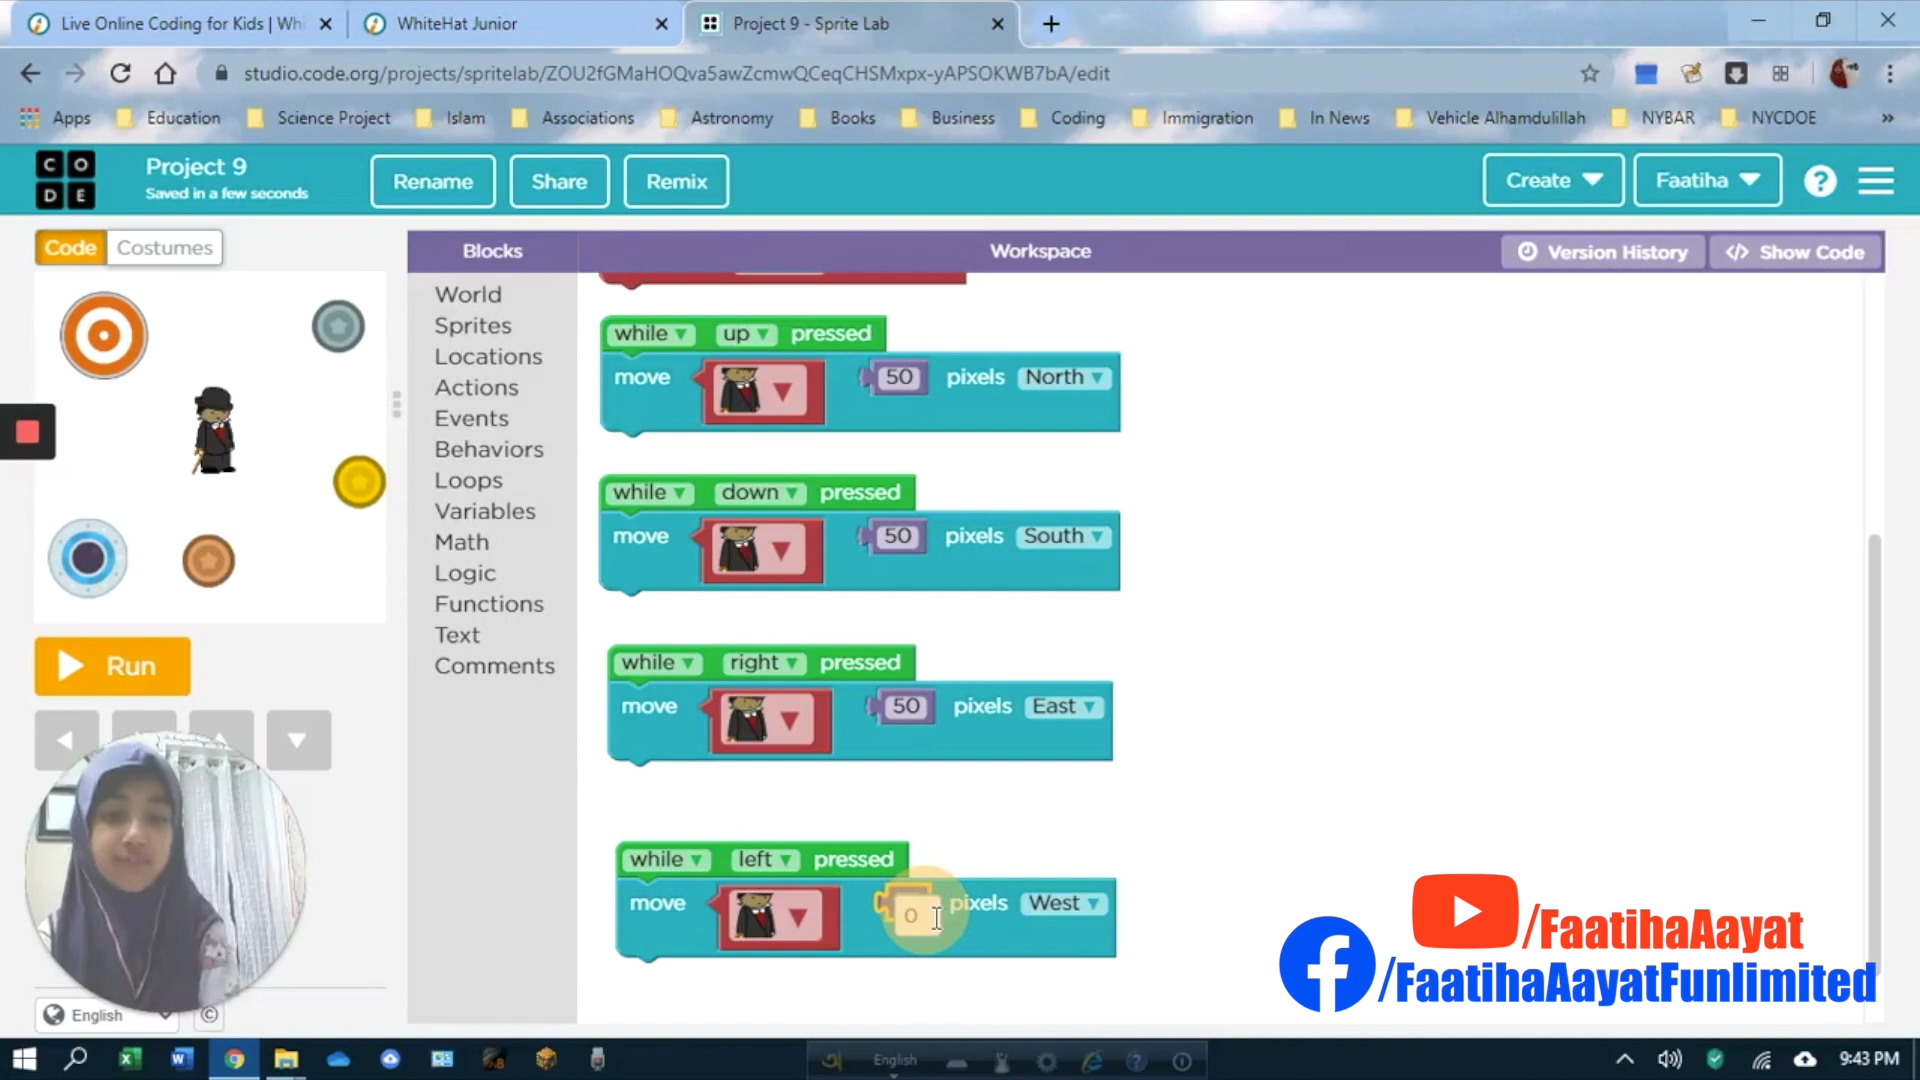 Live Online Coding for Kids | Whi
WhiteHat Junior
Project 9 - Sprite Lab
studio.code.org/projects/spritelab/ZOU2fGMaHOQva5awZcmwQCeqCHSMxpx-yAPSOKWB7bA/edit
Apps
Education
Science Project
Islam
Associations
Astronomy
Books
Business
Coding
Immigration
In News
Vehicle Alhamdulillah
NYBAR
NYCDOE
»
C O
D E
Project 9
Saved in a few seconds
Rename
Share
Remix
Create
Faatiha
?
Code
Costumes
Blocks
Workspace
Version History
</> Show Code
World
Sprites
Locations
Actions
Events
Behaviors
Loops
Variables
Math
Logic
Functions
Text
Comments
while up pressed
move 50 pixels North
while down pressed
move 50 pixels South
while right pressed
move 50 pixels East
while left pressed
move 0 pixels West
Run
English
©
/FaatihaAayat
/FaatihaAayatFunlimited
English
9:43 PM